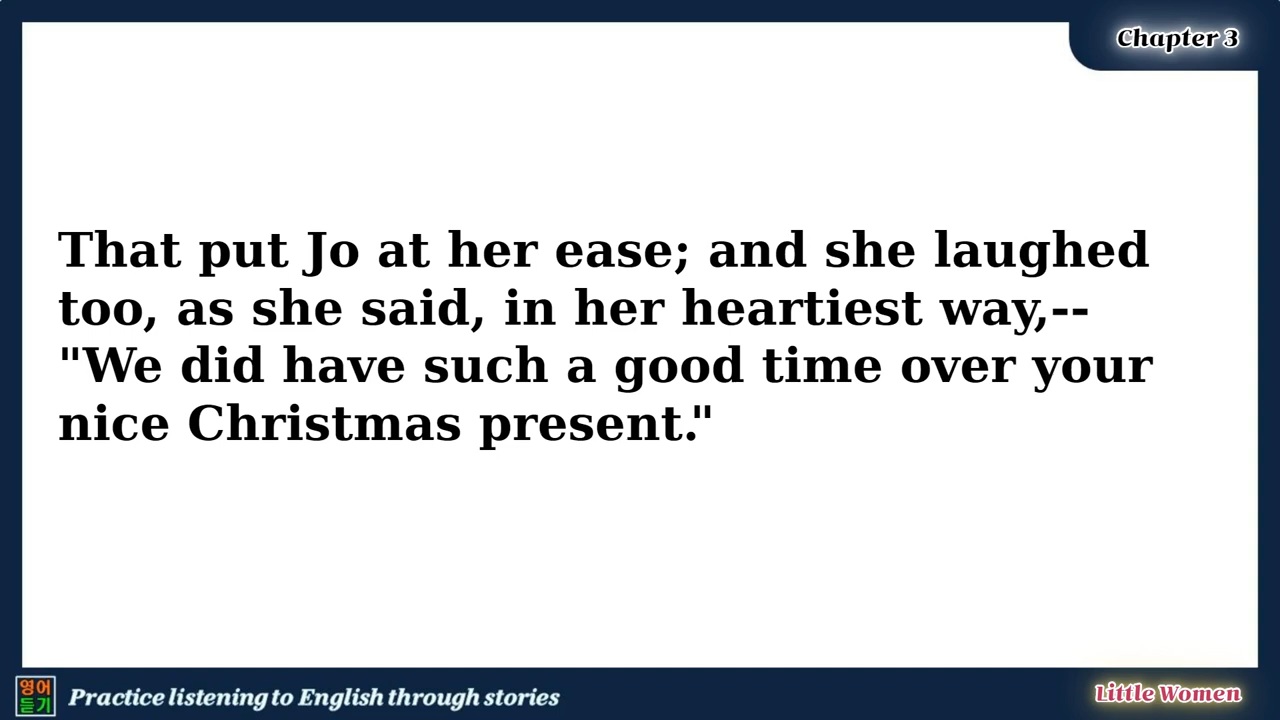 Chapter 3
That put Jo at her ease; and she laughed
too, as she said, in her heartiest way,--
"We did have such a good time over your
nice Christmas present."
영어
듣기
Practice listening to English through stories
Little Women